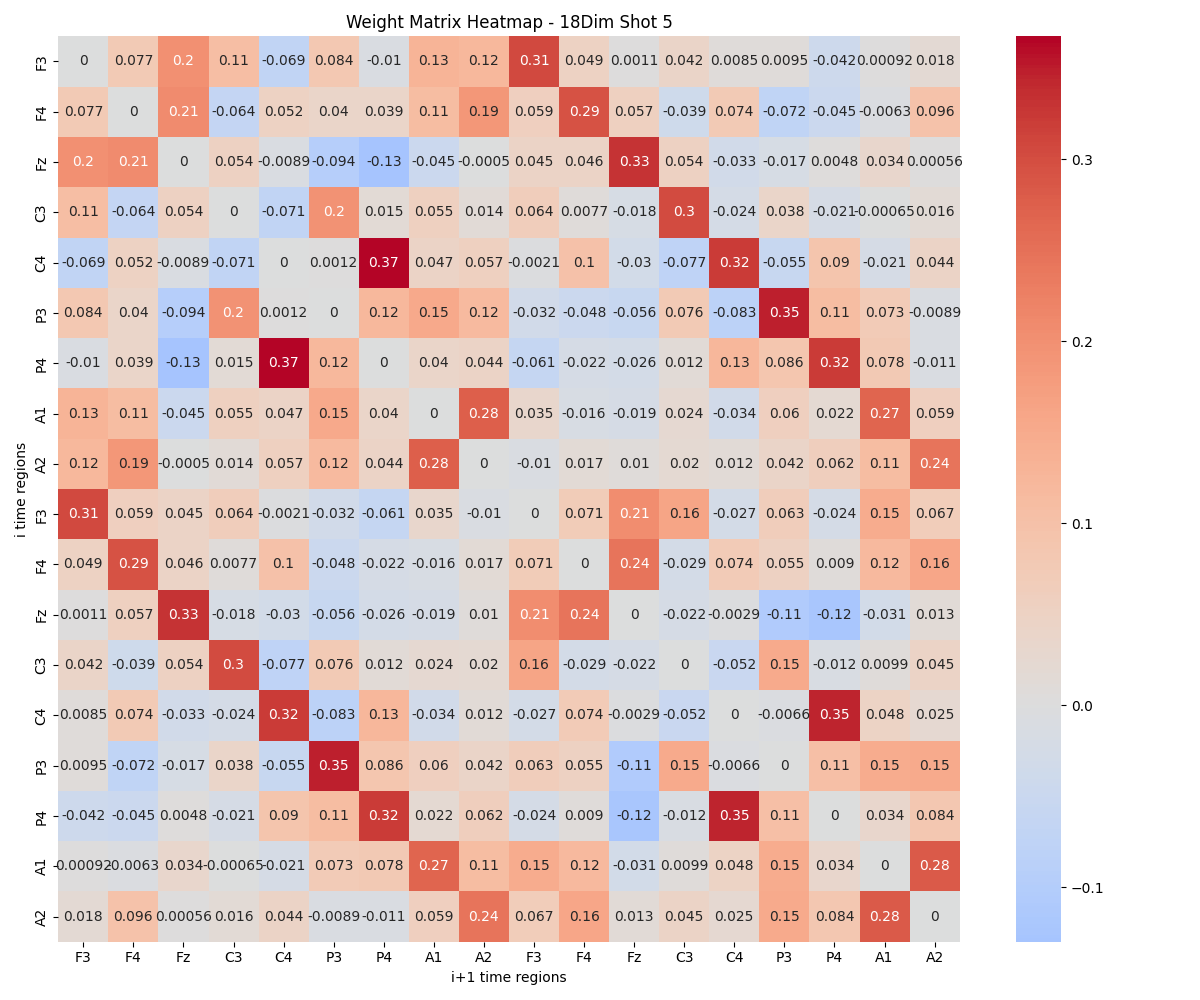 Weight Matrix Heatmap - 18Dim Shot 5
F3 0 0.077 0.2 0.11 -0.069 0.084 -0.01 0.13 0.12 0.31 0.049 0.0011 0.042 0.0085 0.0095 -0.042 0.00092 0.018
F4 0.077 0 0.21 -0.064 0.052 0.04 0.039 0.11 0.19 0.059 0.29 0.057 -0.039 0.074 -0.072 -0.045 -0.0063 0.096
Fz 0.2 0.21 0 0.054 -0.0089 -0.094 -0.13 -0.045 -0.0005 0.045 0.046 0.33 0.054 -0.033 -0.017 0.0048 0.034 0.00056
C3 0.11 -0.064 0.054 0 -0.071 0.2 0.015 0.055 0.014 0.064 0.0077 -0.018 0.3 -0.024 0.038 -0.021 -0.00065 0.016
C4 -0.069 0.052 -0.0089 -0.071 0 0.0012 0.37 0.047 0.057 -0.0021 0.1 -0.03 -0.077 0.32 -0.055 0.09 -0.021 0.044
P3 0.084 0.04 -0.094 0.2 0.0012 0 0.12 0.15 0.12 -0.032 -0.048 -0.056 0.076 -0.083 0.35 0.11 0.073 -0.0089
P4 -0.01 0.039 -0.13 0.015 0.37 0.12 0 0.04 0.044 -0.061 -0.022 -0.026 0.012 0.13 0.086 0.32 0.078 -0.011
A1 0.13 0.11 -0.045 0.055 0.047 0.15 0.04 0 0.28 0.035 -0.016 -0.019 0.024 -0.034 0.06 0.022 0.27 0.059
A2 0.12 0.19 -0.0005 0.014 0.057 0.12 0.044 0.28 0 -0.01 0.017 0.01 0.02 0.012 0.042 0.062 0.11 0.24
F3 0.31 0.059 0.045 0.064 -0.0021 -0.032 -0.061 0.035 -0.01 0 0.071 0.21 0.16 -0.027 0.063 -0.024 0.15 0.067
F4 0.049 0.29 0.046 0.0077 0.1 -0.048 -0.022 -0.016 0.017 0.071 0 0.24 -0.029 0.074 0.055 0.009 0.12 0.16
Fz 0.0011 0.057 0.33 -0.018 -0.03 -0.056 -0.026 -0.019 0.01 0.21 0.24 0 -0.022 -0.0029 -0.11 -0.12 -0.031 0.013
C3 0.042 -0.039 0.054 0.3 -0.077 0.076 0.012 0.024 0.02 0.16 -0.029 -0.022 0 -0.052 0.15 -0.012 0.0099 0.045
C4 0.0085 0.074 -0.033 -0.024 0.32 -0.083 0.13 -0.034 0.012 -0.027 0.074 -0.0029 -0.052 0 -0.0066 0.35 0.048 0.025
P3 0.0095 -0.072 -0.017 0.038 -0.055 0.35 0.086 0.06 0.042 0.063 0.055 -0.11 0.15 -0.0066 0 0.11 0.15 0.15
P4 -0.042 -0.045 0.0048 -0.021 0.09 0.11 0.32 0.022 0.062 -0.024 0.009 -0.12 -0.012 0.35 0.11 0 0.034 0.084
A1 -0.00092 -0.0063 0.034 -0.00065 -0.021 0.073 0.078 0.27 0.11 0.15 0.12 -0.031 0.0099 0.048 0.15 0.034 0 0.28
A2 0.018 0.096 0.00056 0.016 0.044 -0.0089 -0.011 0.059 0.24 0.067 0.16 0.013 0.045 0.025 0.15 0.084 0.28 0
F3 F4 Fz C3 C4 P3 P4 A1 A2 F3 F4 Fz C3 C4 P3 P4 A1 A2
i+1 time regions
i time regions
0.3
0.2
0.1
0.0
−0.1